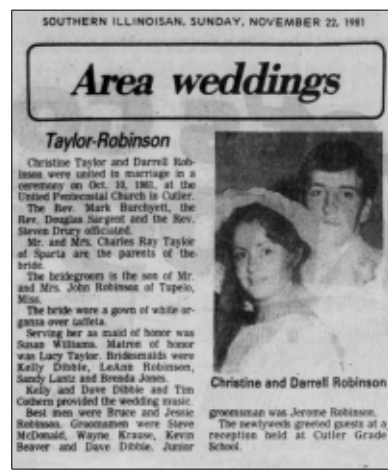 SOUTHERN ILLINOISAN, SUNDAY, NOVEMBER 22, 1981
Area weddings
Taylor-Robinson
Christine Taylor and Darrell Rob-
inson were united in marriage in a
ceremony on Oct. 10, 1981, at the
United Pentecostal Church in Cutler.
The Rev. Mark Burchyett, the
Rev. Douglas Sargent and the Rev.
Steven Drury officiated.
Mr. and Mrs. Charles Ray Taylor
of Sparta are the parents of the
bride.
The bridegroom is the son of Mr.
and Mrs. John Robinson of Tupelo,
Miss.
The bride wore a gown of white or-
ganza over taffeta.
Serving her as maid of honor was
Susan Williams. Matron of honor
was Lucy Taylor. Bridesmaids were
Kelly Dibble, LeAnn Robinson,
Sandy Lantz and Brenda Jones.
Kelly and Dave Dibble and Tim
Cothern provided the wedding music.
Best men were Bruce and Jessie
Robinson. Groomsmen were Steve
McDonald, Wayne Krause, Kevin
Beaver and Dave Dibble. Junior
Christine and Darrell Robinson
groomsman was Jerome Robinson.
The newlyweds greeted guests at a
reception held at Cutler Grade
School.